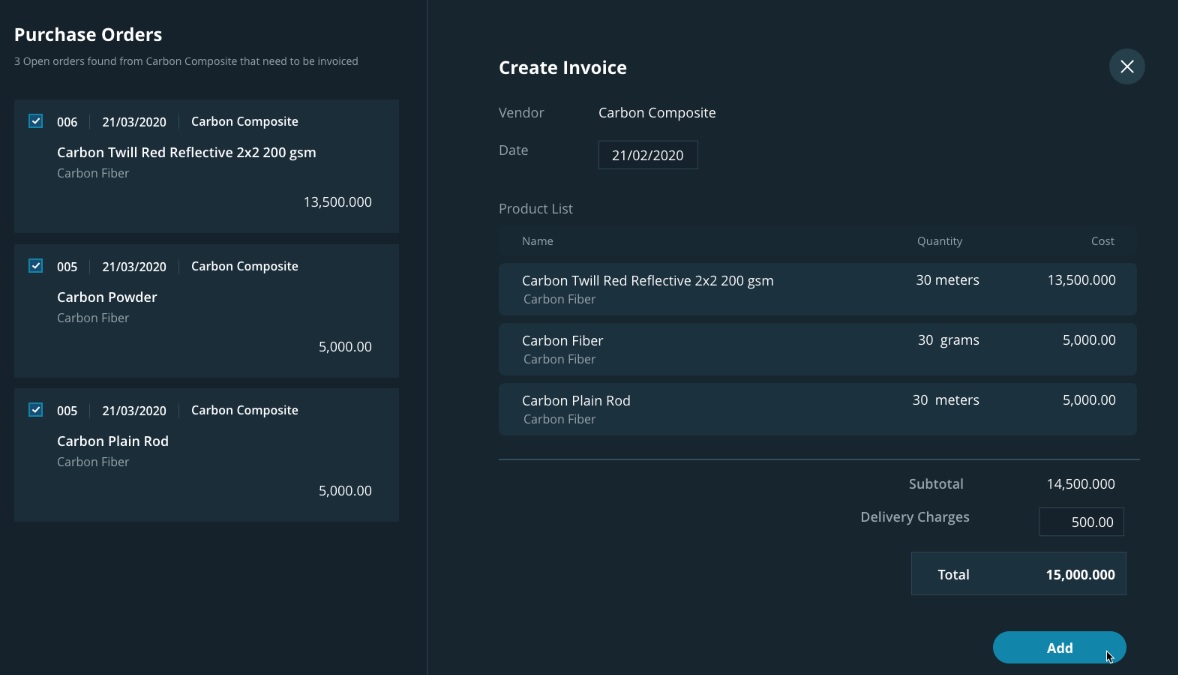 Purchase Orders
3 Open orders found from Carbon Composite that need to be invoiced
006 21/03/2020 Carbon Composite
Carbon Twill Red Reflective 2x2 200 gsm
Carbon Fiber
13,500.000
005 21/03/2020 Carbon Composite
Carbon Powder
Carbon Fiber
5,000.00
005 21/03/2020 Carbon Composite
Carbon Plain Rod
Carbon Fiber
5,000.00
Create Invoice
Vendor Carbon Composite
Date 21/02/2020
Product List
Name Quantity Cost
Carbon Twill Red Reflective 2x2 200 gsm 30 meters 13,500.000
Carbon Fiber
Carbon Fiber 30 grams 5,000.00
Carbon Fiber
Carbon Plain Rod 30 meters 5,000.00
Carbon Fiber
Subtotal 14,500.000
Delivery Charges 500.00
Total 15,000.000
Add